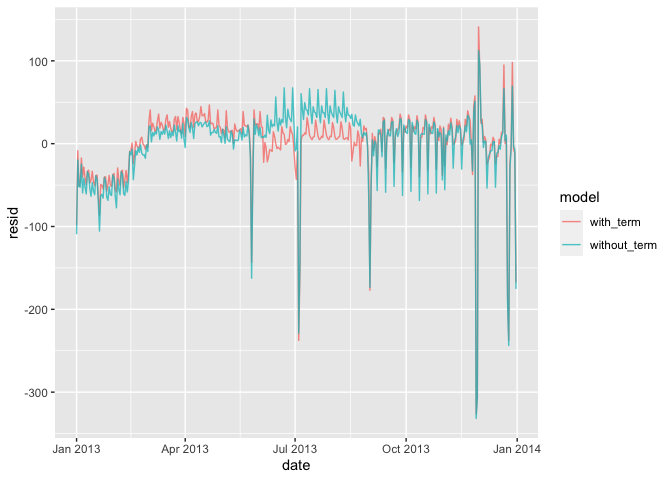 100
0
-100
-200
-300
resid
Jan 2013
Apr 2013
Jul 2013
Oct 2013
Jan 2014
date
model
with_term
without_term